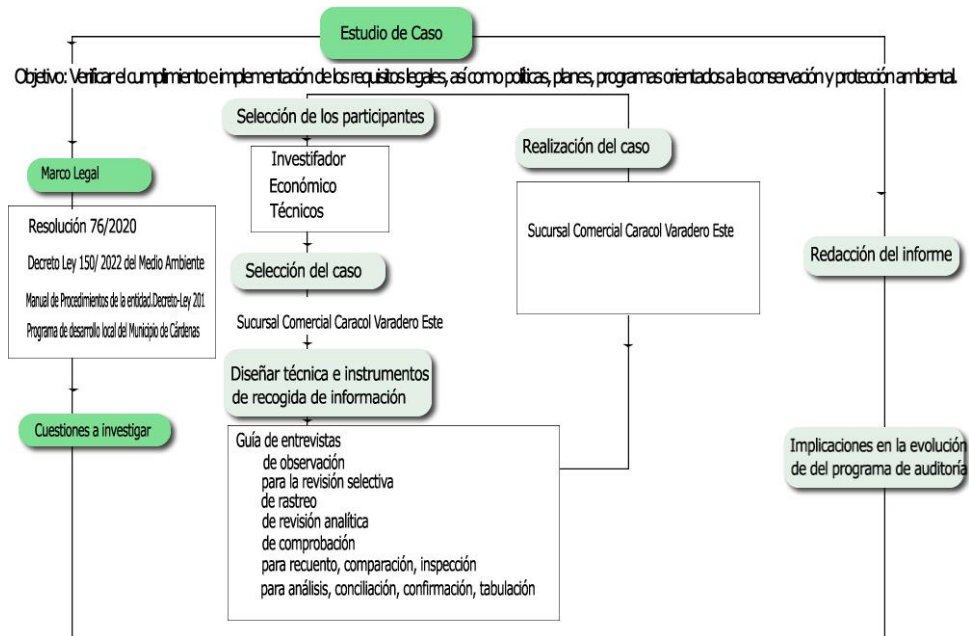 Estudio de Caso
Objetivo: Verificar el cumplimiento e implementación de los requisitos legales, así como políticas, planes, programas orientados a la conservación y protección ambiental.
Marco Legal
Resolución 76/2020
Decreto Ley 150/ 2022 del Medio Ambiente
Manual de Procedimientos de la entidad.Decreto-Ley 201
Programa de desarrollo local del Municipio de Cárdenas
Cuestiones a investigar
Selección de los participantes
Investifador
Económico
Técnicos
Selección del caso
Sucursal Comercial Caracol Varadero Este
Diseñar técnica e instrumentos
de recogida de información
Guía de entrevistas
de observación
para la revisión selectiva
de rastreo
de revisión analítica
de comprobación
para recuento, comparación, inspección
para análisis, conciliación, confirmación, tabulación
Realización del caso
Sucursal Comercial Caracol Varadero Este
Redacción del informe
Implicaciones en la evolución
de del programa de auditoría